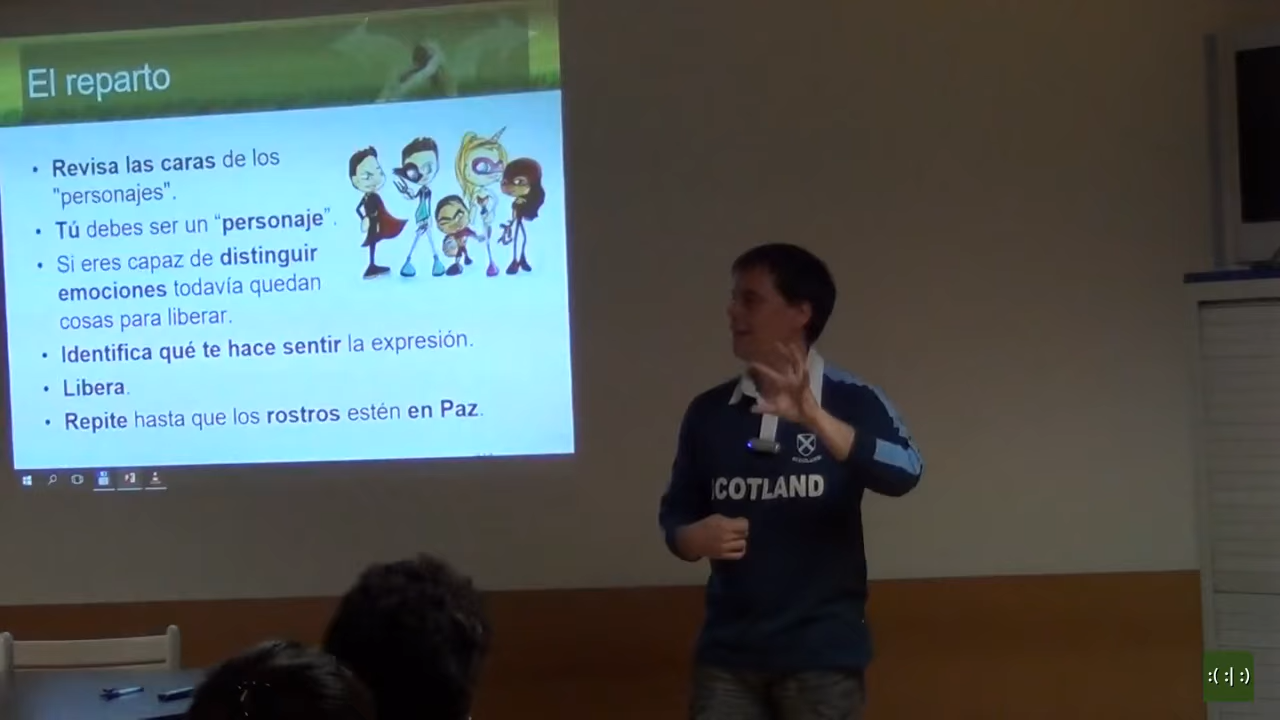 El reparto
• Revisa las caras de los
"personajes".
• Tú debes ser un “personaje”.
• Si eres capaz de distinguir
emociones todavía quedan
cosas para liberar.
• Identifica qué te hace sentir la expresión.
• Libera.
• Repite hasta que los rostros estén en Paz.
SCOTLAND
COTLAND
:( :| :)